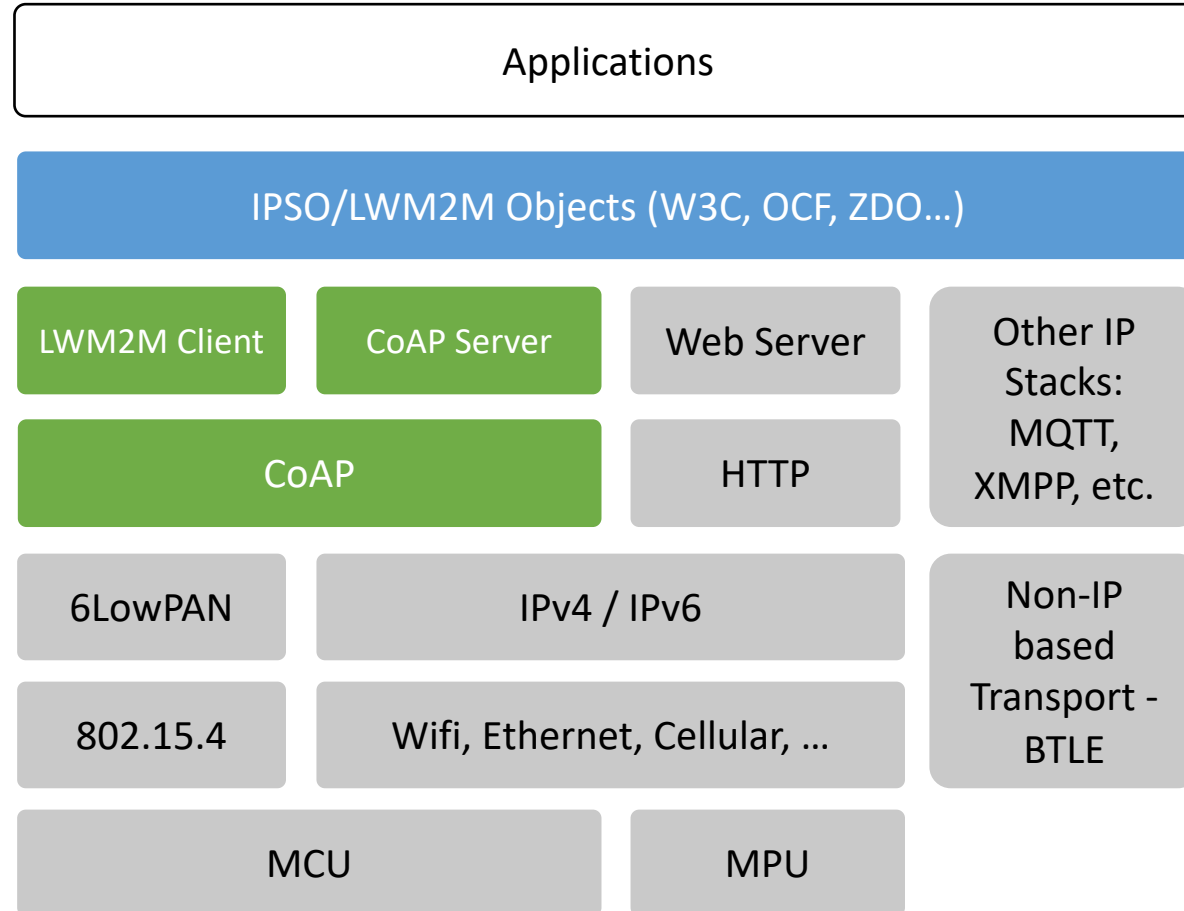 Applications
IPSO/LWM2M Objects (W3C, OCF, ZDO…)
LWM2M Client
CoAP Server
Web Server
Other IP
Stacks:
MQTT,
XMPP, etc.
CoAP
HTTP
6LowPAN
IPv4 / IPv6
Non-IP
based
Transport -
BTLE
802.15.4
Wifi, Ethernet, Cellular, …
MCU
MPU